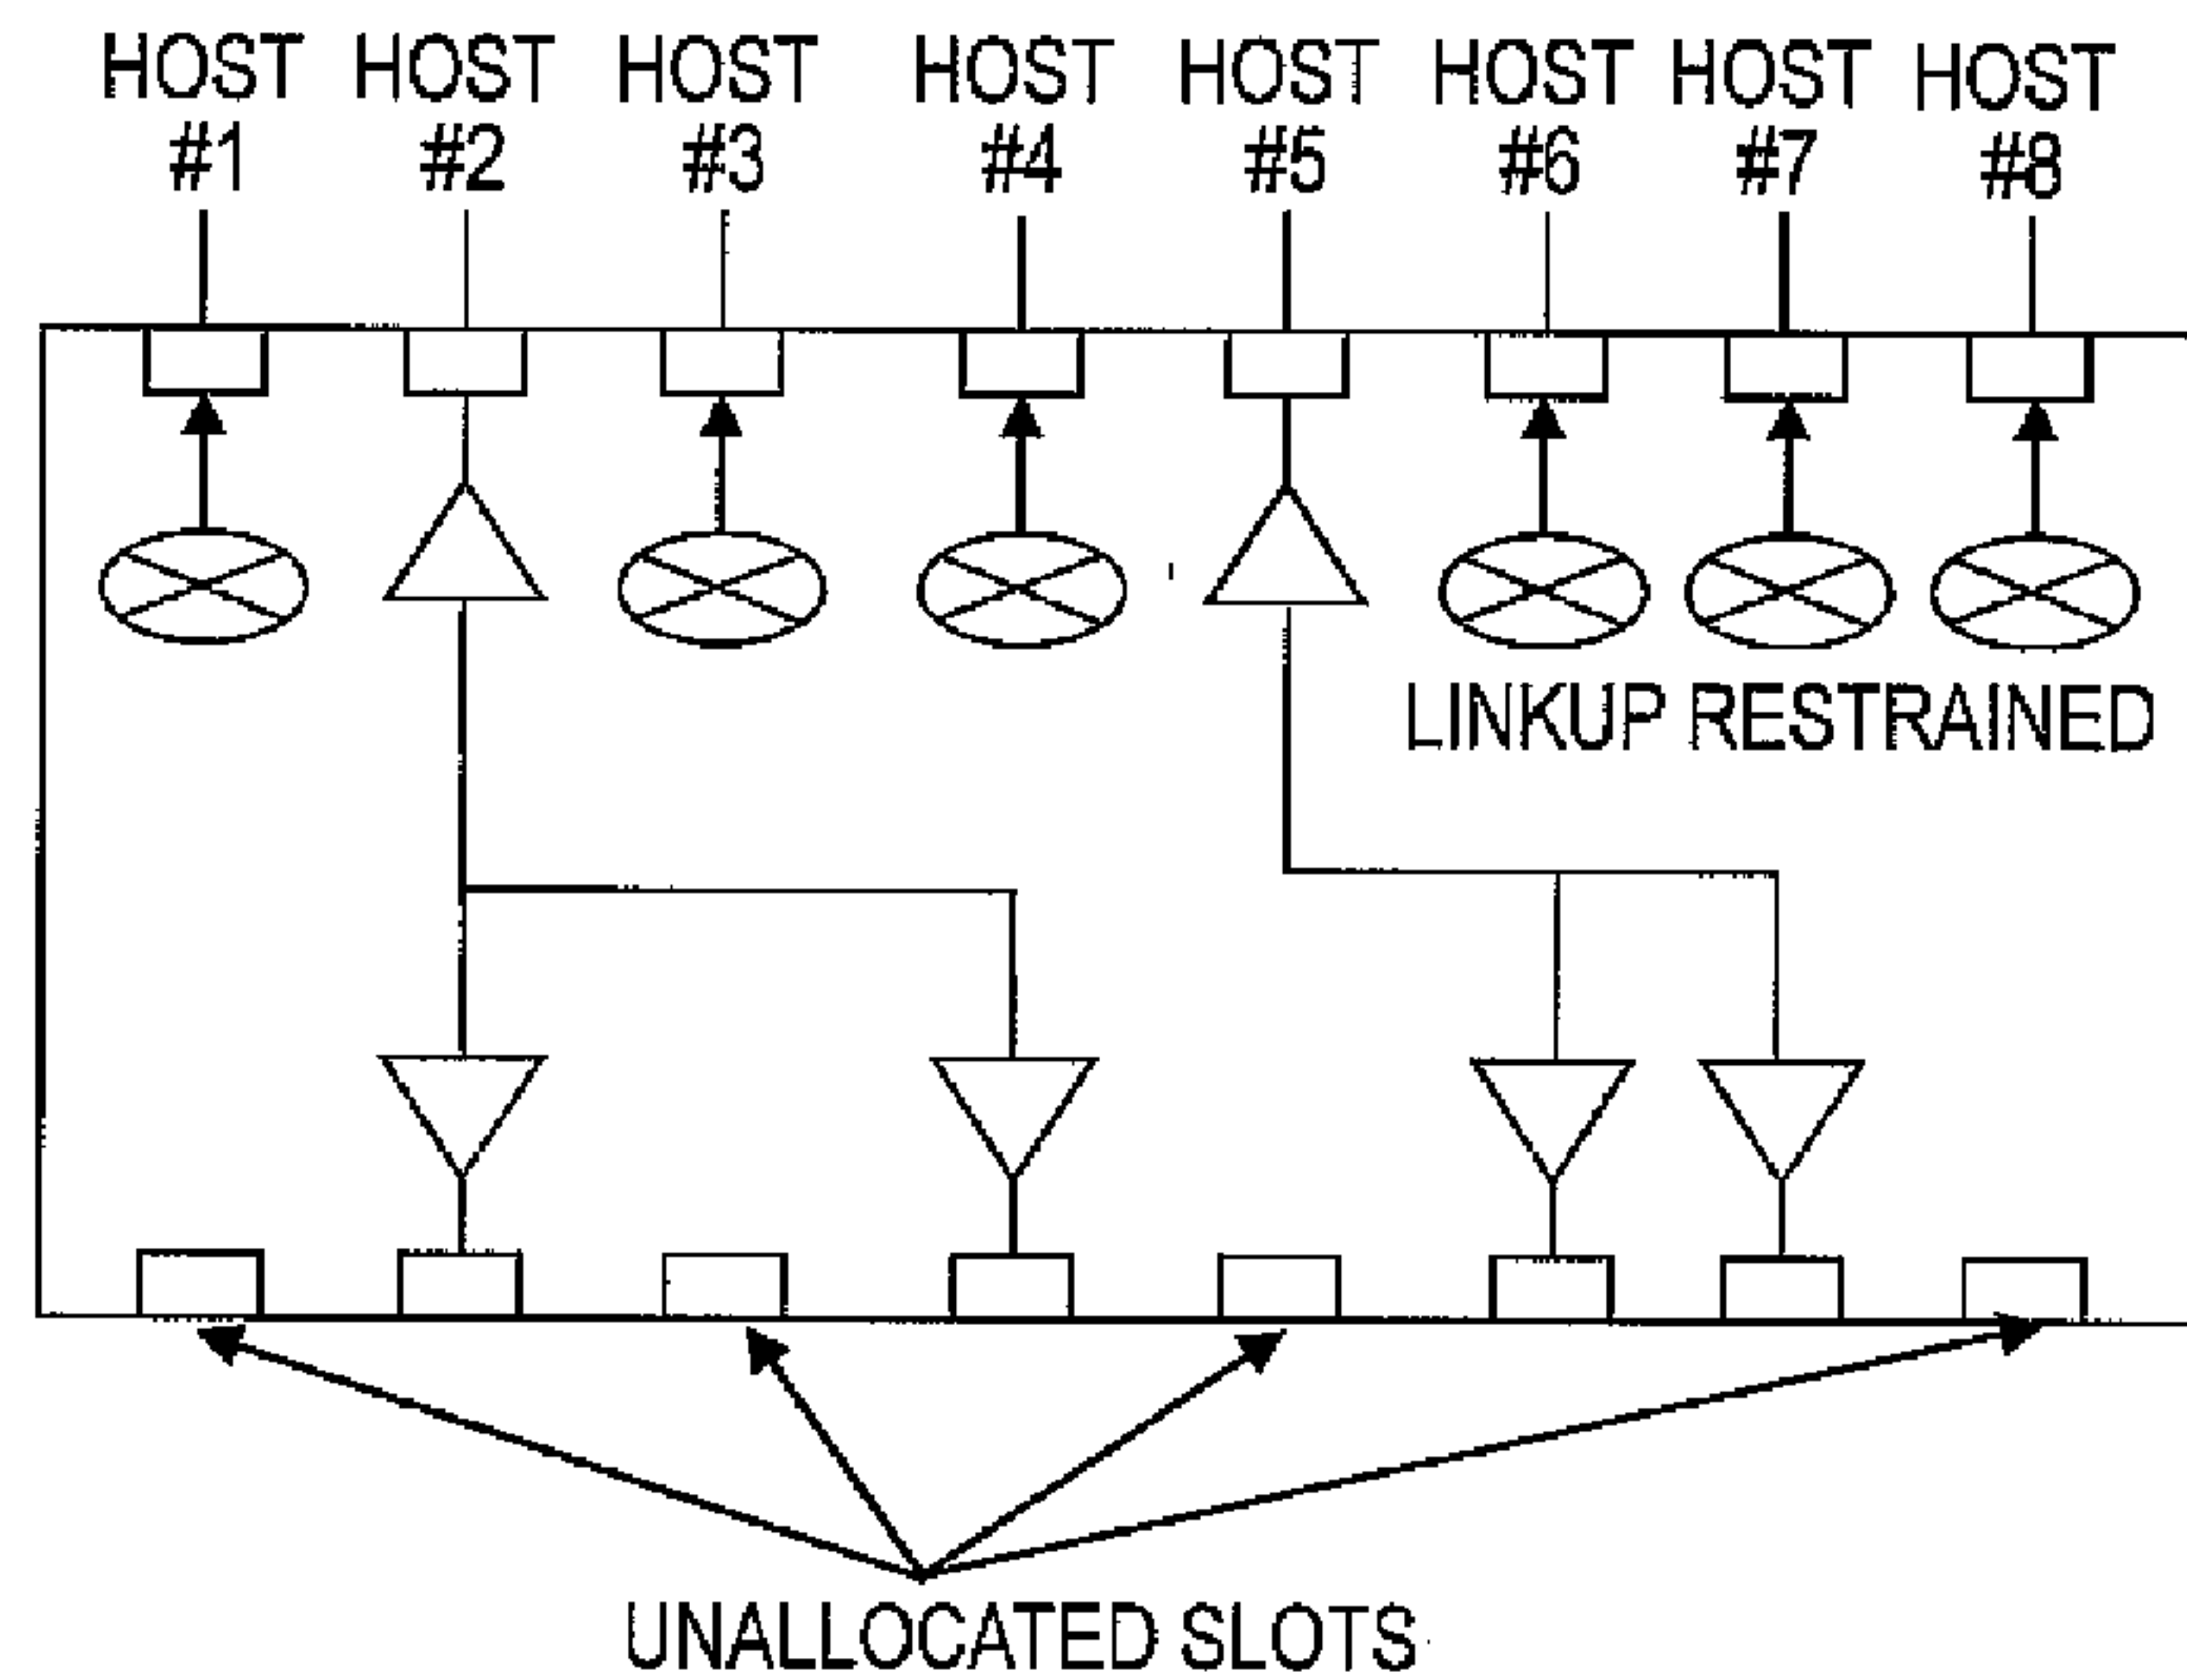 HOST HOST HOST HOST HOST HOST HOST HOST
#1 #2 #3 #4 #5 #6 #7 #8
LINKUP RESTRAINED
UNALLOCATED SLOTS